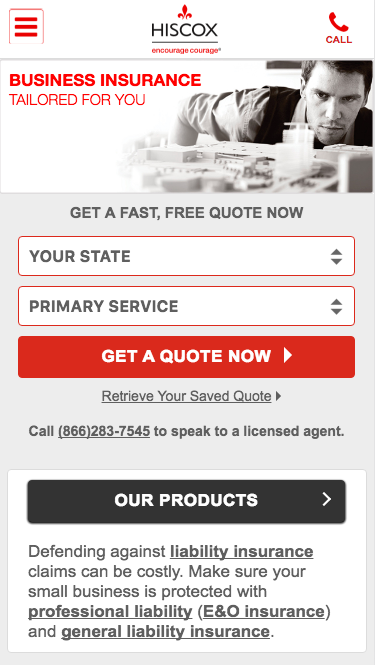 HISCOX
encourage courage®
CALL
BUSINESS INSURANCE
TAILORED FOR YOU
GET A FAST, FREE QUOTE NOW
YOUR STATE
PRIMARY SERVICE
GET A QUOTE NOW
Retrieve Your Saved Quote
Call (866)283-7545 to speak to a licensed agent.
OUR PRODUCTS
Defending against liability insurance
claims can be costly. Make sure your
small business is protected with
professional liability (E&O insurance)
and general liability insurance.